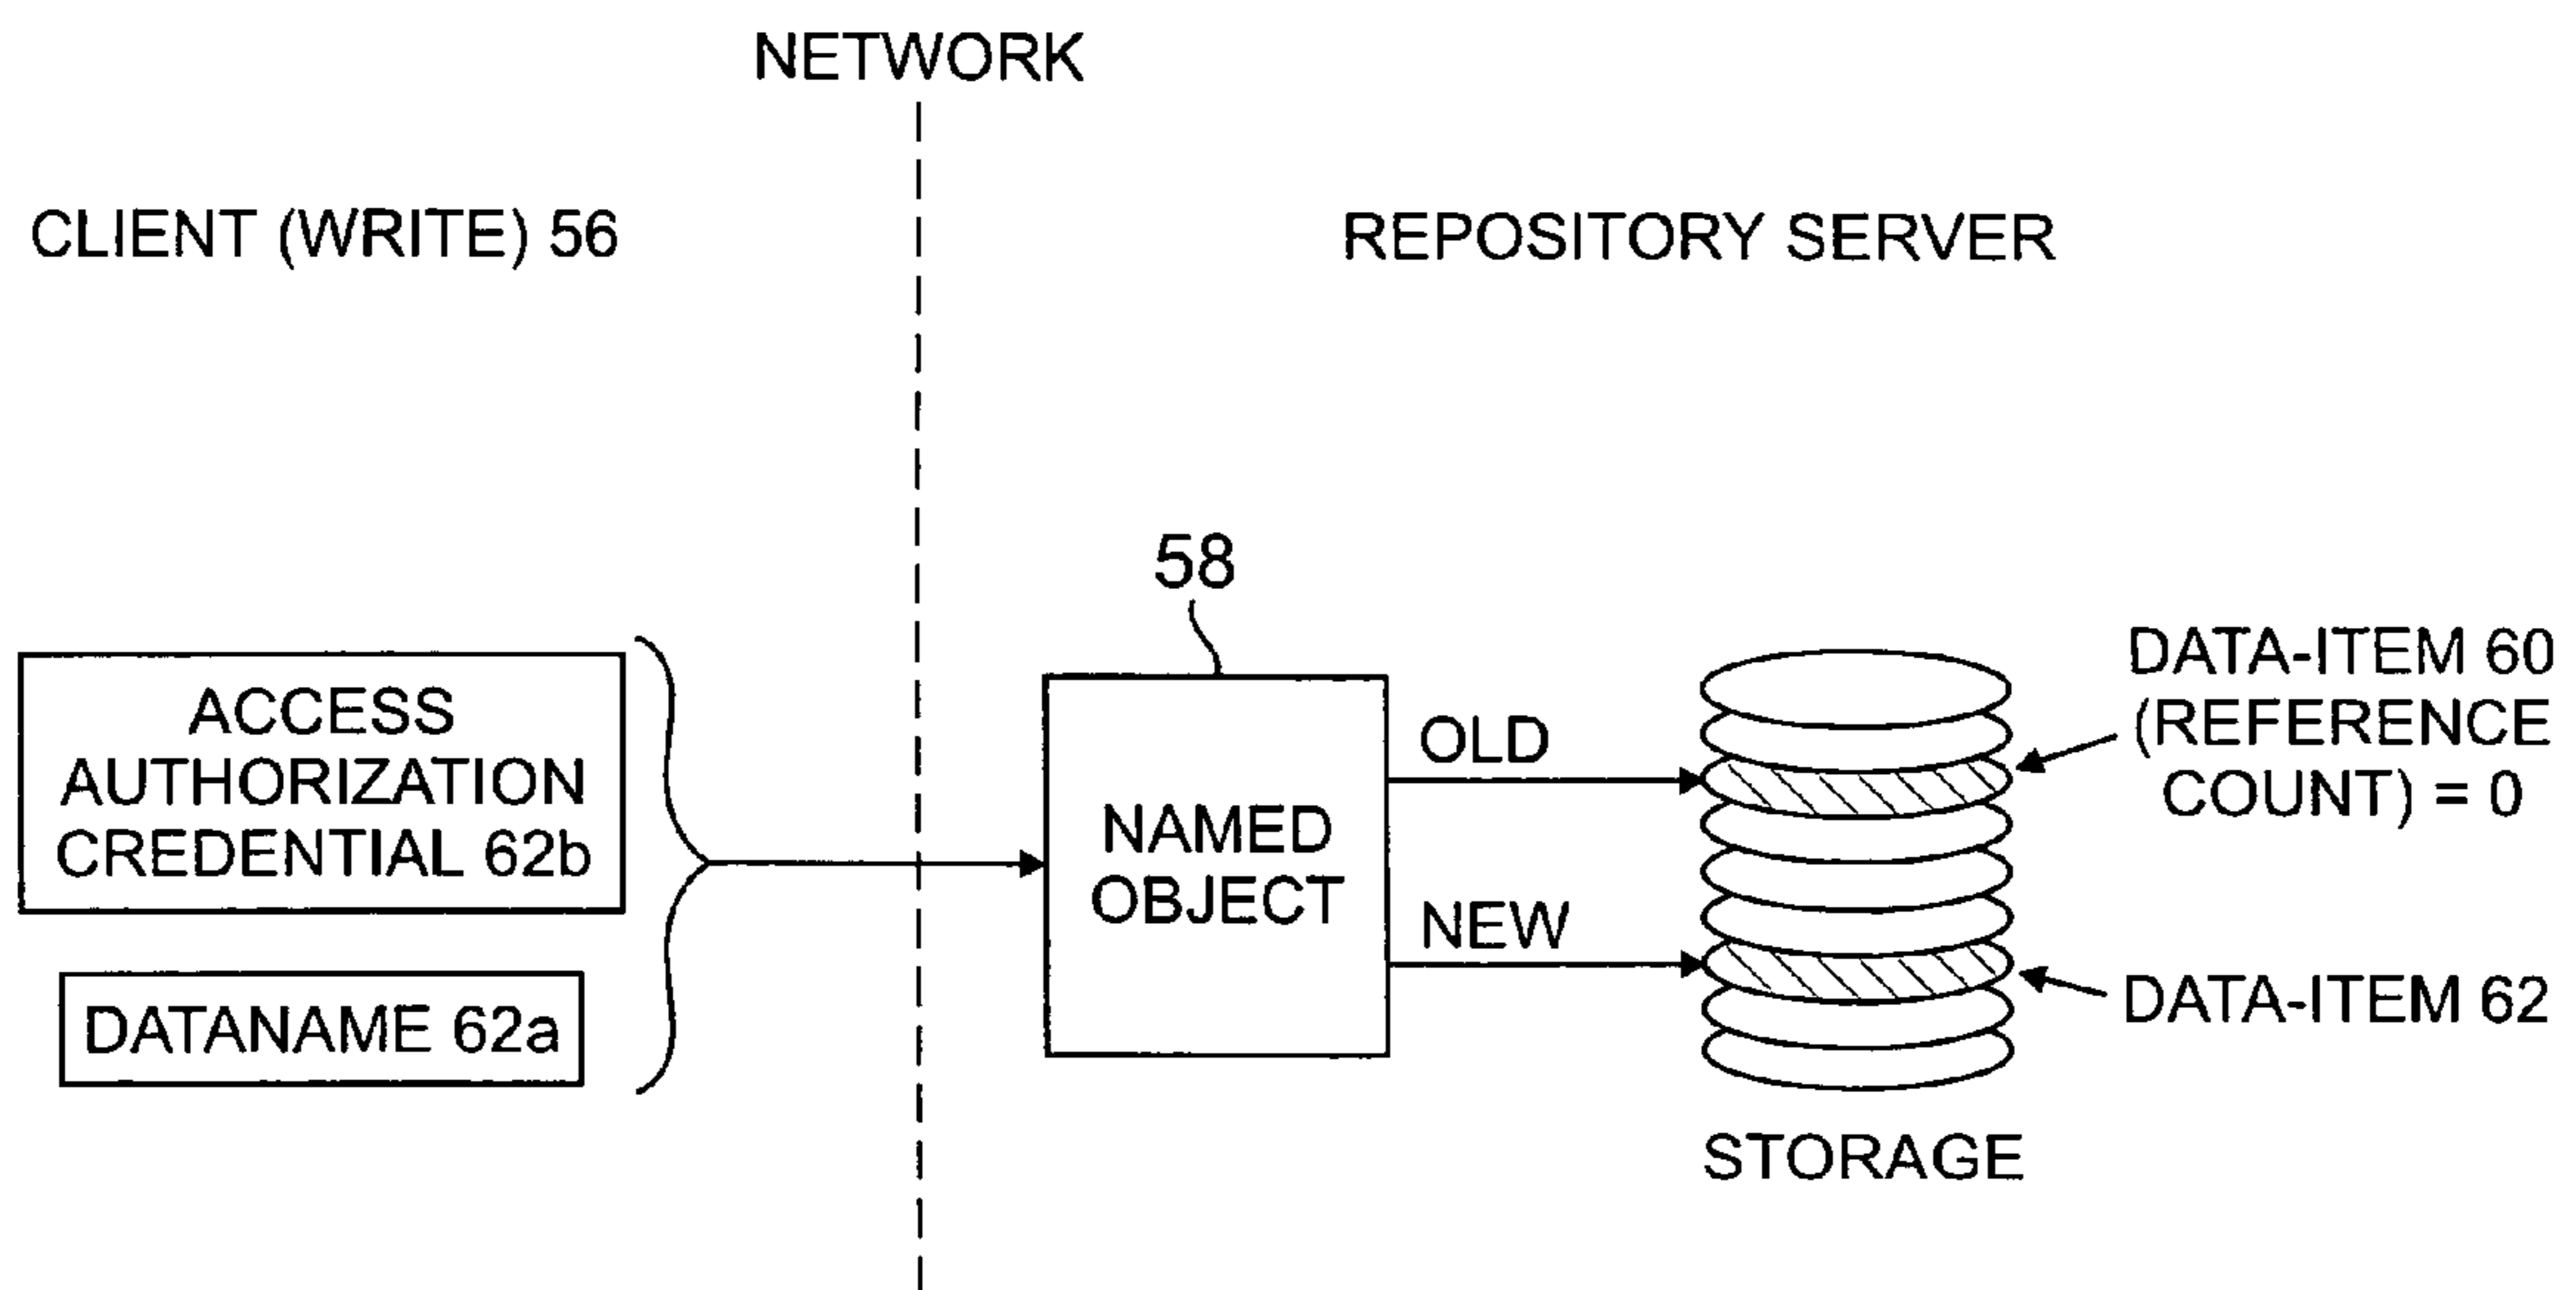 NETWORK
CLIENT (WRITE) 56
REPOSITORY SERVER
58
ACCESS
AUTHORIZATION
CREDENTIAL 62b
DATANAME 62a
NAMED
OBJECT
OLD
NEW
DATA-ITEM 60
(REFERENCE
COUNT) = 0
DATA-ITEM 62
STORAGE